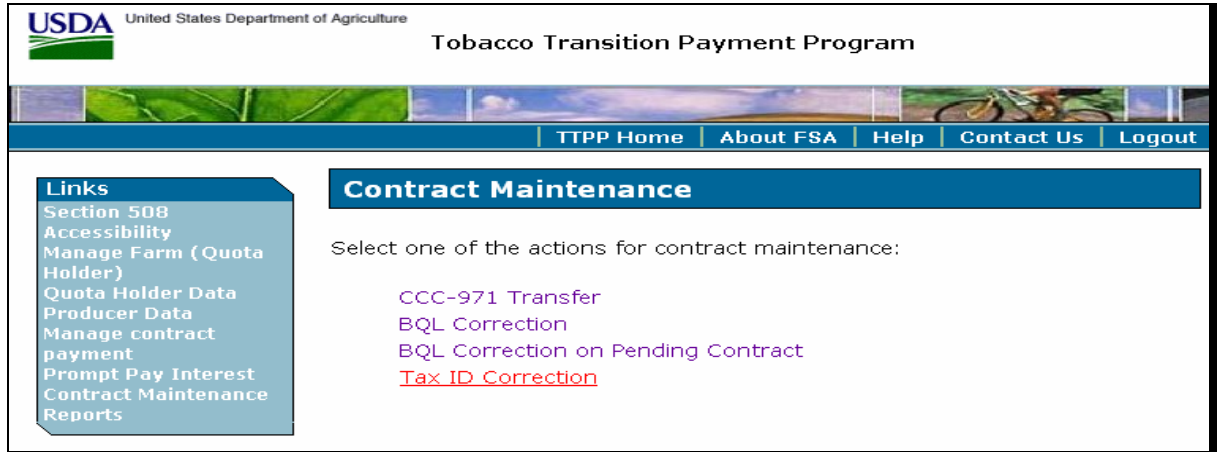 USDA United States Department of Agriculture
Tobacco Transition Payment Program
TTPP Home | About FSA | Help | Contact Us | Logout
Links
Section 508
Accessibility
Manage Farm (Quota
Holder)
Quota Holder Data
Producer Data
Manage contract
payment
Prompt Pay Interest
Contract Maintenance
Reports
Contract Maintenance
Select one of the actions for contract maintenance:
CCC-971 Transfer
BQL Correction
BQL Correction on Pending Contract
Tax ID Correction